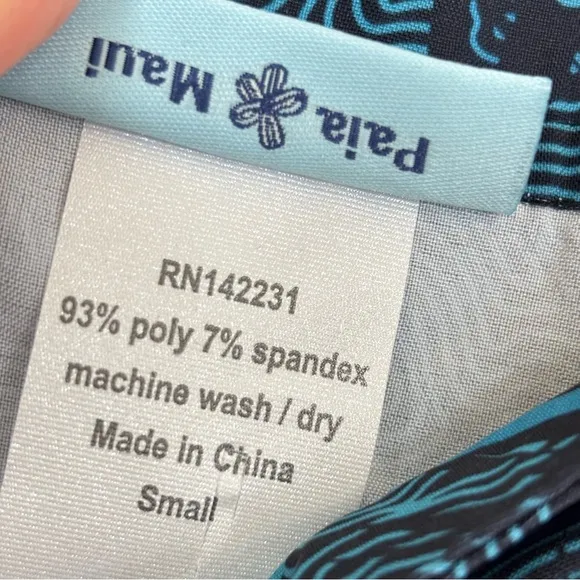 Paia Maui
RN142231
93% poly 7% spandex
machine wash / dry
Made in China
Small